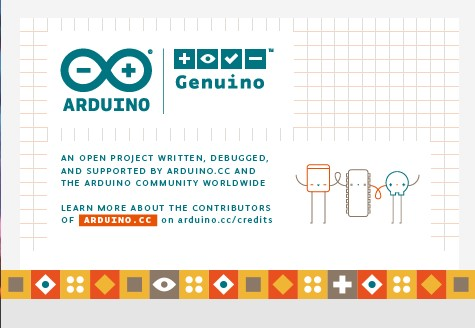 ARDUINO
Genuino
AN OPEN PROJECT WRITTEN, DEBUGGED,
AND SUPPORTED BY ARDUINO.CC AND
THE ARDUINO COMMUNITY WORLDWIDE
LEARN MORE ABOUT THE CONTRIBUTORS
OF ARDUINO.CC on arduino.cc/credits